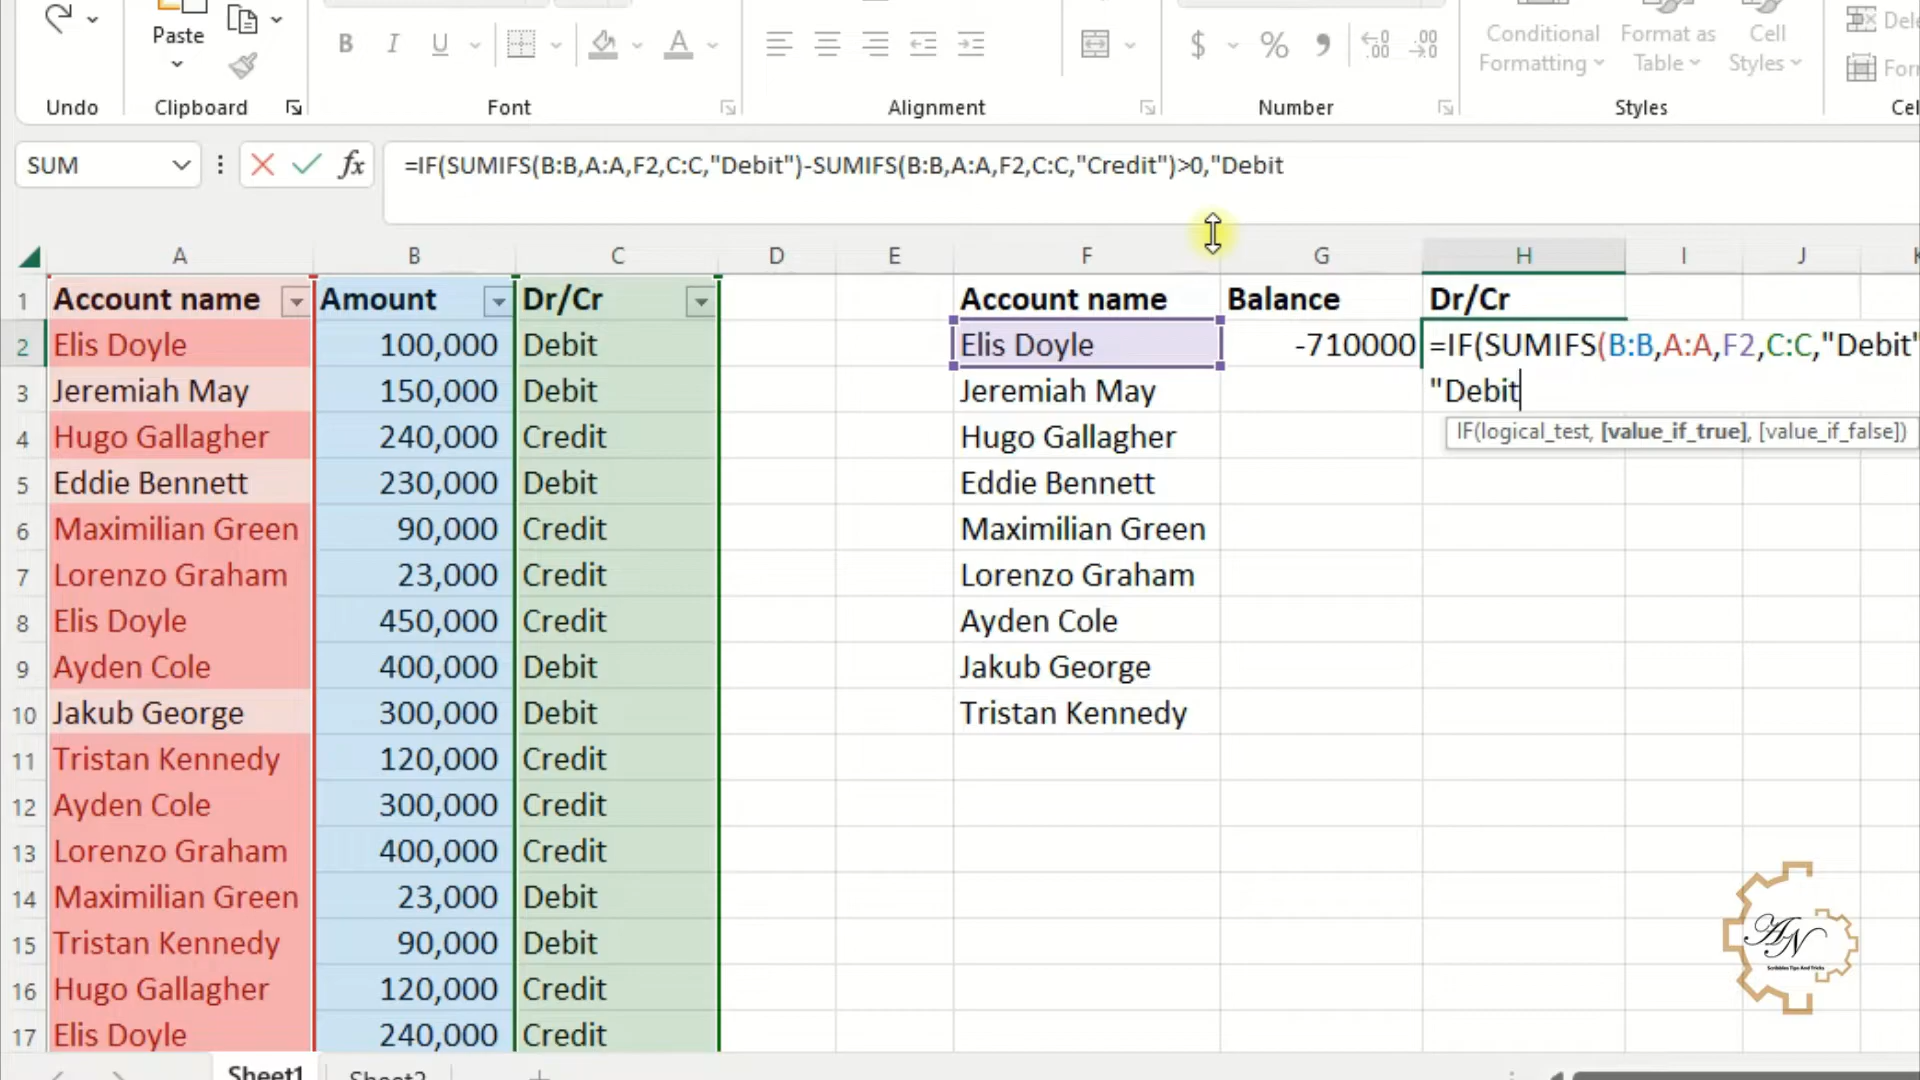 Paste
Undo
Clipboard
B I U A
Font
Alignment
$ % 9 .00
Number
Conditional Formatting
Format as Table
Cell Styles
Styles
SUM
fx
=IF(SUMIFS(B:B,A:A,F2,C:C,"Debit")-SUMIFS(B:B,A:A,F2,C:C,"Credit")>0,"Debit
A B C D E F G H I J K
1 Account name Amount Dr/Cr Account name Balance Dr/Cr
2 Elis Doyle 100,000 Debit Elis Doyle -710000 =IF(SUMIFS(B:B,A:A,F2,C:C,"Debit"
3 Jeremiah May 150,000 Debit Jeremiah May "Debit
4 Hugo Gallagher 240,000 Credit Hugo Gallagher IF(logical_test, [value_if_true], [value_if_false])
5 Eddie Bennett 230,000 Debit Eddie Bennett
6 Maximilian Green 90,000 Credit Maximilian Green
7 Lorenzo Graham 23,000 Credit Lorenzo Graham
8 Elis Doyle 450,000 Credit Ayden Cole
9 Ayden Cole 400,000 Debit Jakub George
10 Jakub George 300,000 Debit Tristan Kennedy
11 Tristan Kennedy 120,000 Credit
12 Ayden Cole 300,000 Credit
13 Lorenzo Graham 400,000 Credit
14 Maximilian Green 23,000 Debit
15 Tristan Kennedy 90,000 Debit
16 Hugo Gallagher 120,000 Credit
17 Elis Doyle 240,000 Credit
AN
Scribbles Tips And Tricks
Sheet1